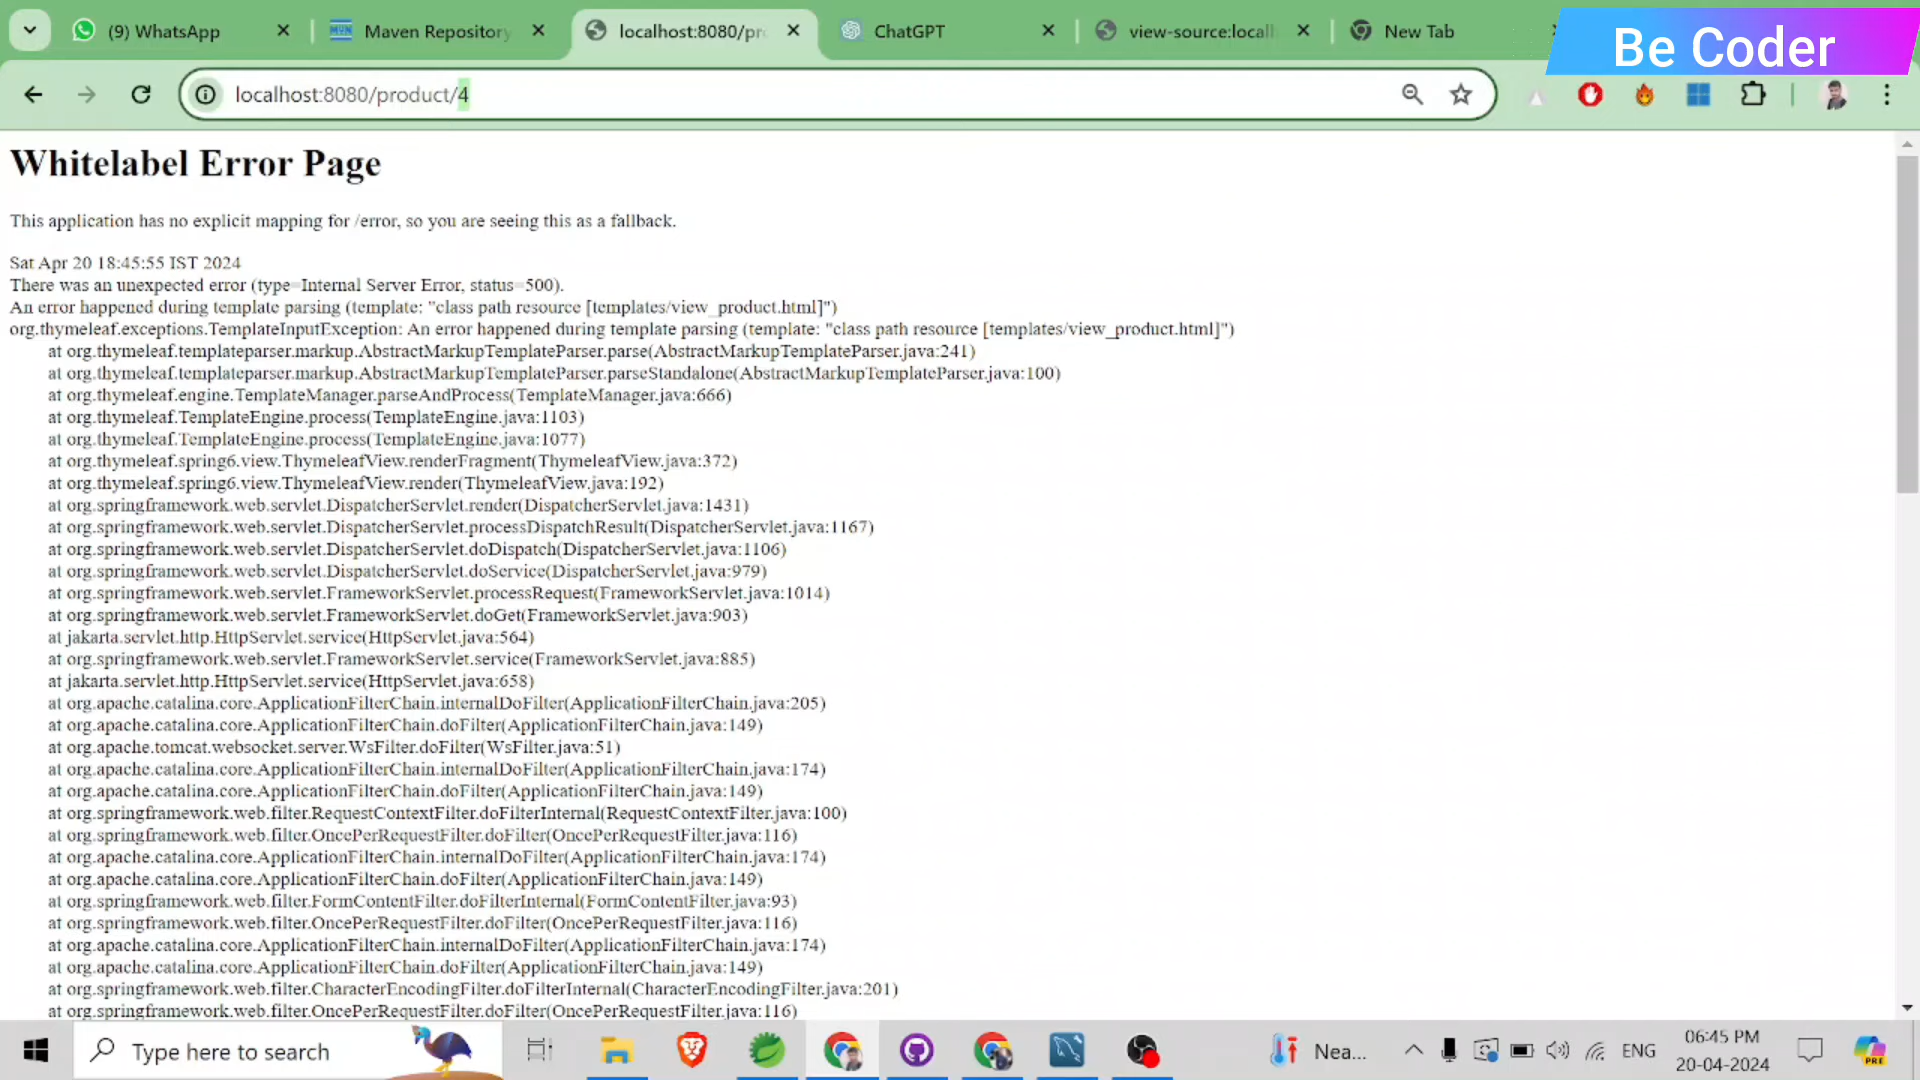 (9) WhatsApp
Maven Repository
localhost:8080/pr
ChatGPT
view-source:local
New Tab
Be Coder
localhost:8080/product/4
Whitelabel Error Page
This application has no explicit mapping for /error, so you are seeing this as a fallback.
Sat Apr 20 18:45:55 IST 2024
There was an unexpected error (type=Internal Server Error, status=500).
An error happened during template parsing (template: "class path resource [templates/view_product.html]")
org.thymeleaf.exceptions.TemplateInputException: An error happened during template parsing (template: "class path resource [templates/view_product.html]")
at org.thymeleaf.templateparser.markup.AbstractMarkupTemplateParser.parse(AbstractMarkupTemplateParser.java:241)
at org.thymeleaf.templateparser.markup.AbstractMarkupTemplateParser.parseStandalone(AbstractMarkupTemplateParser.java:100)
at org.thymeleaf.engine.TemplateManager.parseAndProcess(TemplateManager.java:666)
at org.thymeleaf.TemplateEngine.process(TemplateEngine.java:1103)
at org.thymeleaf.TemplateEngine.process(TemplateEngine.java:1077)
at org.thymeleaf.spring6.view.ThymeleafView.renderFragment(ThymeleafView.java:372)
at org.thymeleaf.spring6.view.ThymeleafView.render(ThymeleafView.java:192)
at org.springframework.web.servlet.DispatcherServlet.render(DispatcherServlet.java:1431)
at org.springframework.web.servlet.DispatcherServlet.processDispatchResult(DispatcherServlet.java:1167)
at org.springframework.web.servlet.DispatcherServlet.doDispatch(DispatcherServlet.java:1106)
at org.springframework.web.servlet.DispatcherServlet.doService(DispatcherServlet.java:979)
at org.springframework.web.servlet.FrameworkServlet.processRequest(FrameworkServlet.java:1014)
at org.springframework.web.servlet.FrameworkServlet.doGet(FrameworkServlet.java:903)
at jakarta.servlet.http.HttpServlet.service(HttpServlet.java:564)
at org.springframework.web.servlet.FrameworkServlet.service(FrameworkServlet.java:885)
at jakarta.servlet.http.HttpServlet.service(HttpServlet.java:658)
at org.apache.catalina.core.ApplicationFilterChain.internalDoFilter(ApplicationFilterChain.java:205)
at org.apache.catalina.core.ApplicationFilterChain.doFilter(ApplicationFilterChain.java:149)
at org.apache.tomcat.websocket.server.WsFilter.doFilter(WsFilter.java:51)
at org.apache.catalina.core.ApplicationFilterChain.internalDoFilter(ApplicationFilterChain.java:174)
at org.apache.catalina.core.ApplicationFilterChain.doFilter(ApplicationFilterChain.java:149)
at org.springframework.web.filter.RequestContextFilter.doFilterInternal(RequestContextFilter.java:100)
at org.springframework.web.filter.OncePerRequestFilter.doFilter(OncePerRequestFilter.java:116)
at org.apache.catalina.core.ApplicationFilterChain.internalDoFilter(ApplicationFilterChain.java:174)
at org.apache.catalina.core.ApplicationFilterChain.doFilter(ApplicationFilterChain.java:149)
at org.springframework.web.filter.FormContentFilter.doFilterInternal(FormContentFilter.java:93)
at org.springframework.web.filter.OncePerRequestFilter.doFilter(OncePerRequestFilter.java:116)
at org.apache.catalina.core.ApplicationFilterChain.internalDoFilter(ApplicationFilterChain.java:174)
at org.apache.catalina.core.ApplicationFilterChain.doFilter(ApplicationFilterChain.java:149)
at org.springframework.web.filter.CharacterEncodingFilter.doFilterInternal(CharacterEncodingFilter.java:201)
at org.springframework.web.filter.OncePerRequestFilter.doFilter(OncePerRequestFilter.java:116)
Type here to search
Nea...
ENG
06:45 PM
20-04-2024
PRE